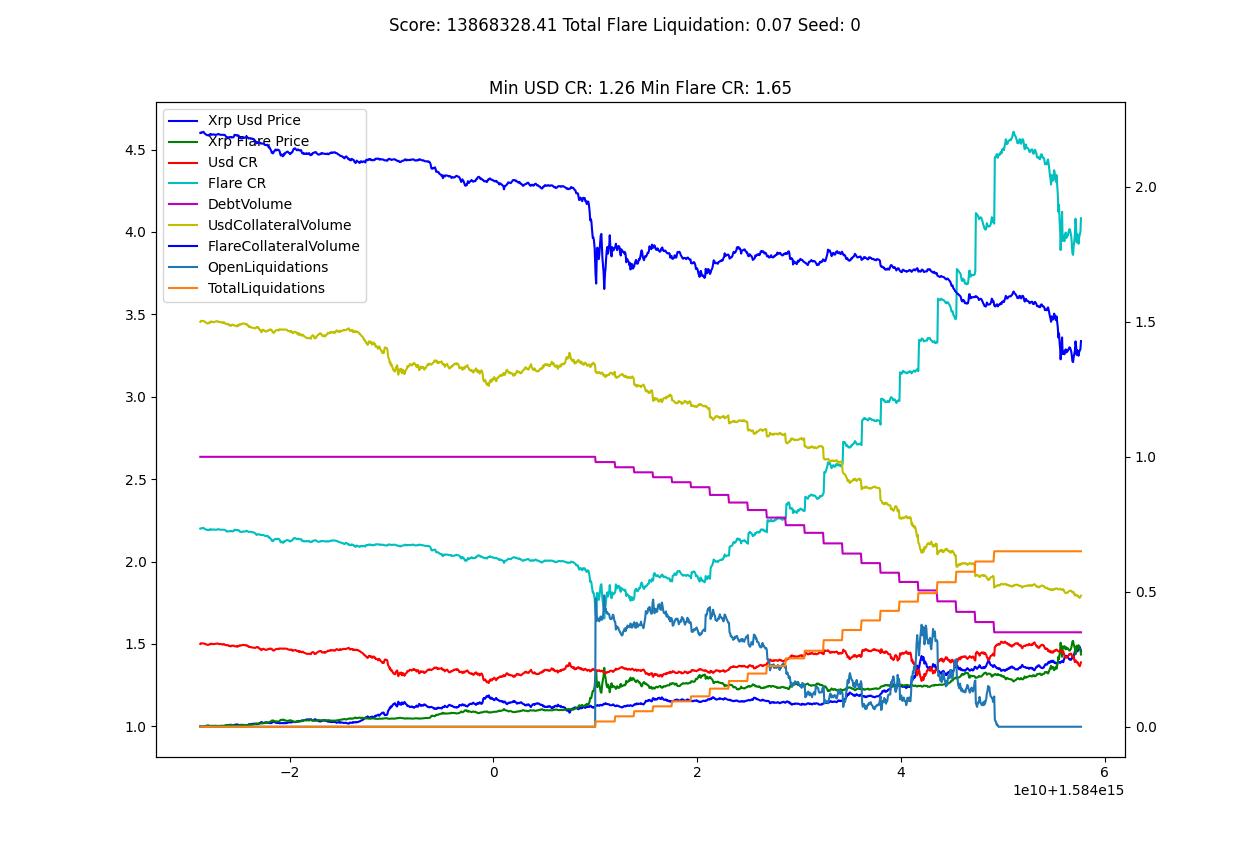 Score: 13868328.41 Total Flare Liquidation: 0.07 Seed: 0
Min USD CR: 1.26 Min Flare CR: 1.65
Xrp Usd Price
Xrp Flare Price
Usd CR
Flare CR
DebtVolume
UsdCollateralVolume
FlareCollateralVolume
OpenLiquidations
TotalLiquidations
4.5
4.0
3.5
3.0
2.5
2.0
1.5
1.0
2.0
1.5
1.0
0.5
0.0
−2
0
2
4
6
1e10+1.584e15